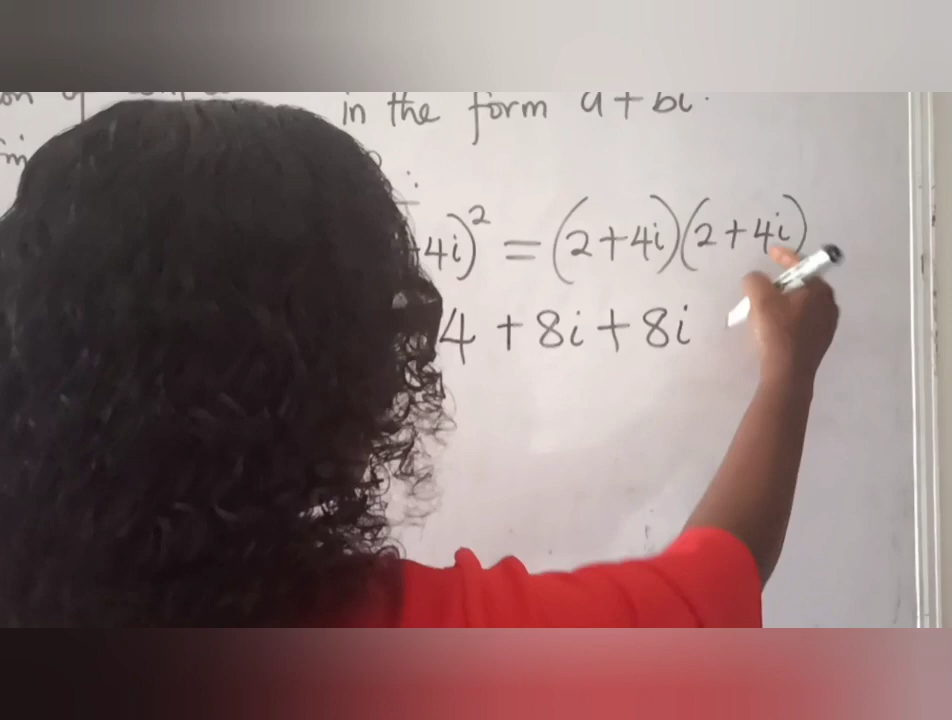 in the form a + bi.
4i)² = (2+4i)(2+4i)
4 + 8i + 8i